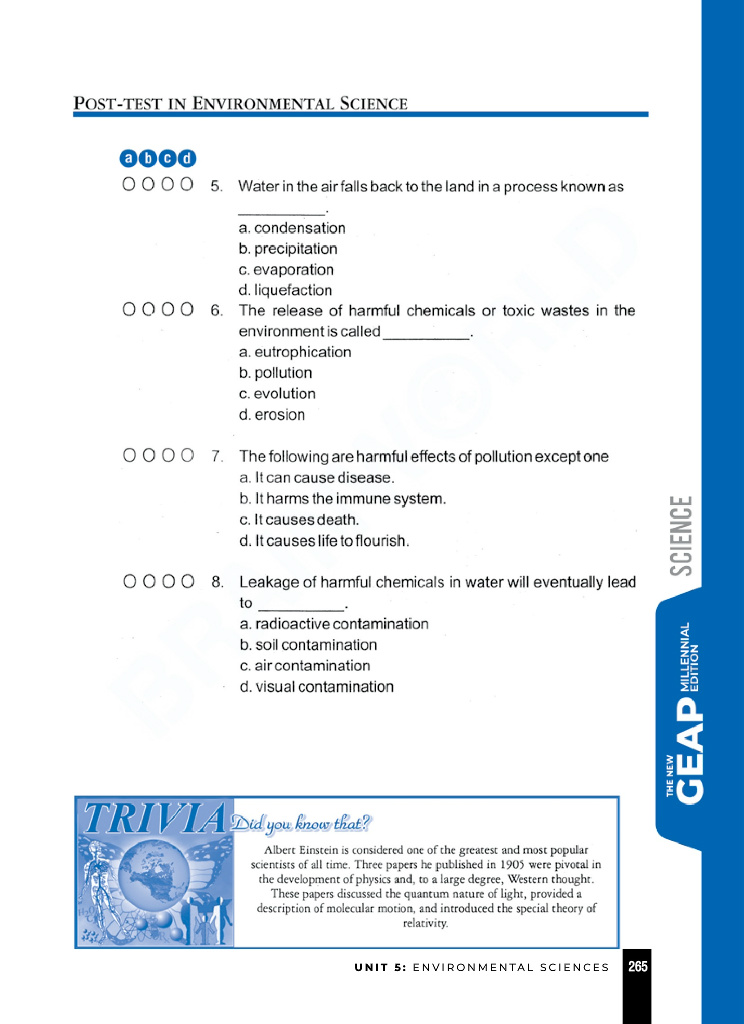 POST-TEST IN ENVIRONMENTAL SCIENCE
a b c d
5. Water in the air falls back to the land in a process known as
___________.
a. condensation
b. precipitation
c. evaporation
d. liquefaction
6. The release of harmful chemicals or toxic wastes in the
environment is called ___________.
a. eutrophication
b. pollution
c. evolution
d. erosion
7. The following are harmful effects of pollution except one
a. It can cause disease.
b. It harms the immune system.
c. It causes death.
d. It causes life to flourish.
8. Leakage of harmful chemicals in water will eventually lead
to ___________.
a. radioactive contamination
b. soil contamination
c. air contamination
d. visual contamination
SCIENCE
THE NEW
GEAP
MILLENNIAL
EDITION
TRIVIA
Did you know that?
Albert Einstein is considered one of the greatest and most popular
scientists of all time. Three papers he published in 1905 were pivotal in
the development of physics and, to a large degree, Western thought.
These papers discussed the quantum nature of light, provided a
description of molecular motion, and introduced the special theory of
relativity.
UNIT 5: ENVIRONMENTAL SCIENCES 265